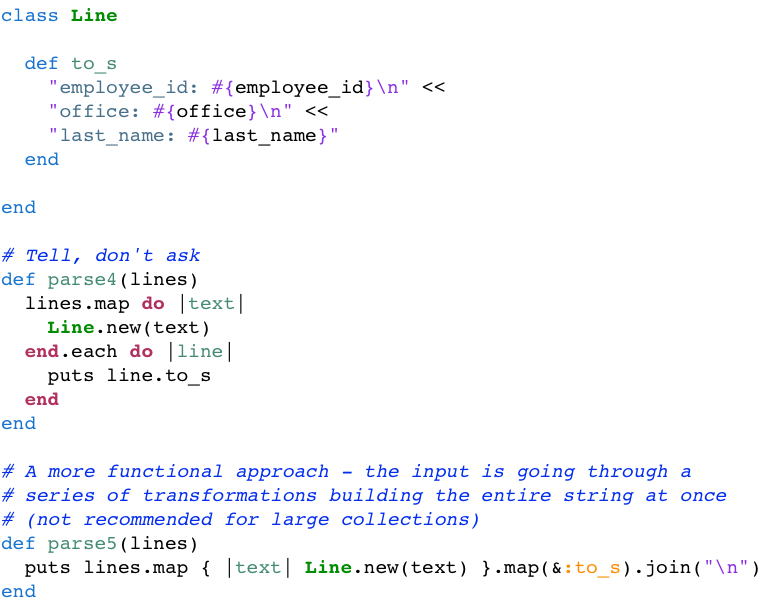 class Line

  def to_s
    "employee_id: #{employee_id}\n" <<
    "office: #{office}\n" <<
    "last_name: #{last_name}"
  end

end

# Tell, don't ask
def parse4(lines)
  lines.map do |text|
    Line.new(text)
  end.each do |line|
    puts line.to_s
  end
end

# A more functional approach - the input is going through a
# series of transformations building the entire string at once
# (not recommended for large collections)
def parse5(lines)
  puts lines.map { |text| Line.new(text) }.map(&:to_s).join("\n")
end